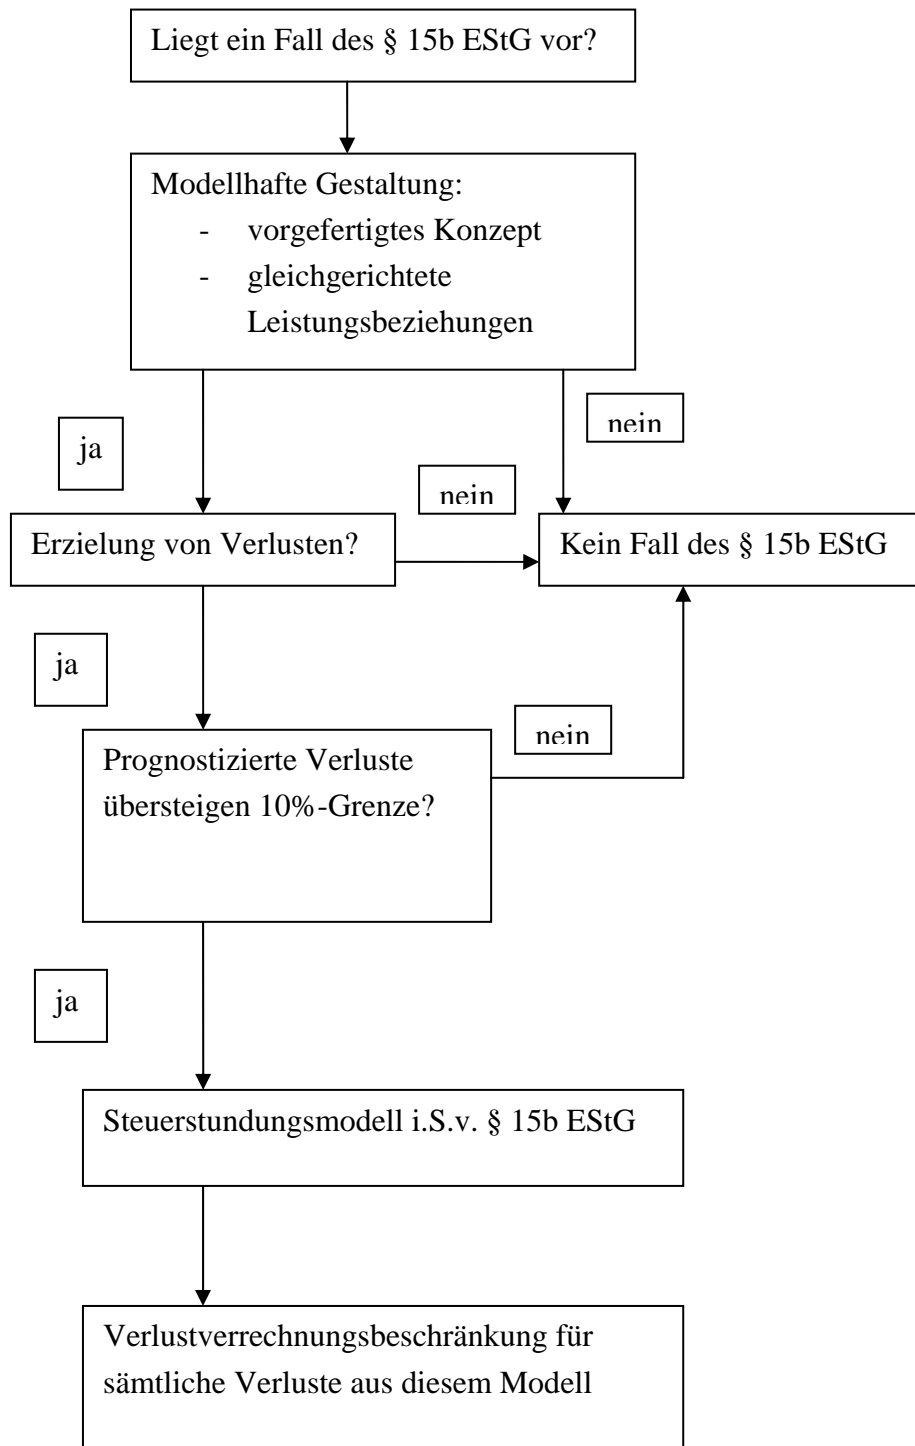 Liegt ein Fall des § 15b EStG vor?
Modellhafte Gestaltung:
- vorgefertigtes Konzept
- gleichgerichtete
Leistungsbeziehungen
nein
ja
nein
Erzielung von Verlusten?
Kein Fall des § 15b EStG
ja
nein
Prognostizierte Verluste
übersteigen 10%-Grenze?
ja
Steuerstundungsmodell i.S.v. § 15b EStG
Verlustverrechnungsbeschränkung für
sämtliche Verluste aus diesem Modell